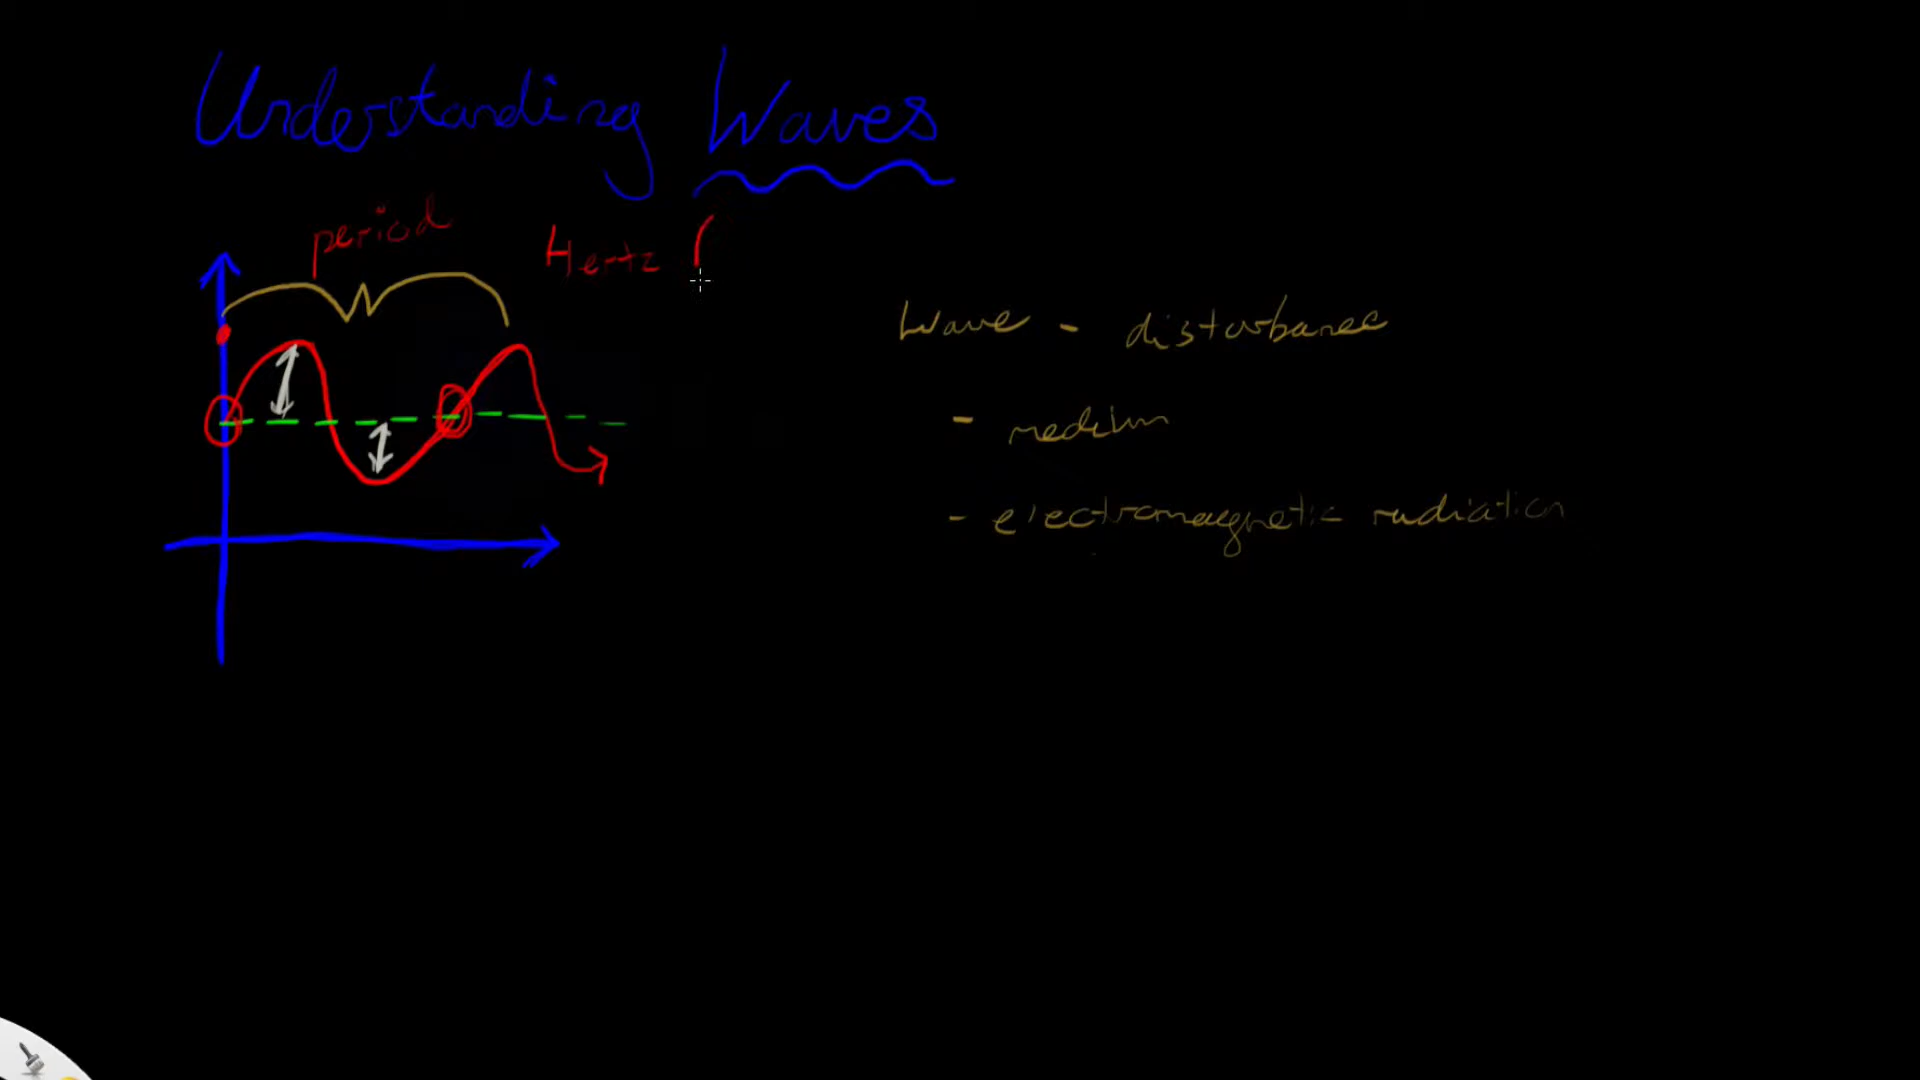 Understanding Waves
period
Hertz (
Wave - disturbance
- medium
- electromagnetic radiation